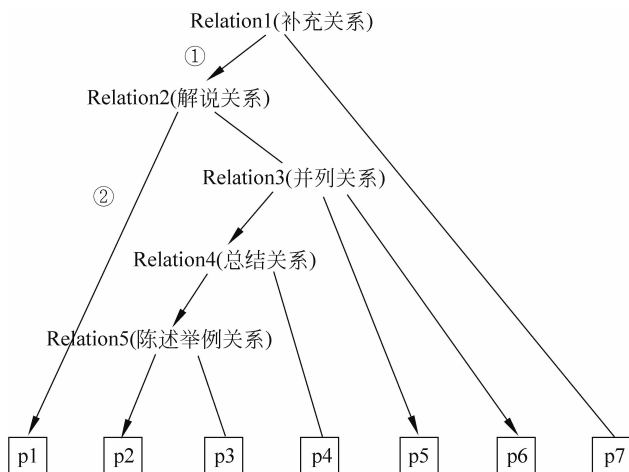 Relation1(补充关系)
①
Relation2(解说关系)
Relation3(并列关系)
②
Relation4(总结关系)
Relation5(陈述举例关系)
p1 p2 p3 p4 p5 p6 p7